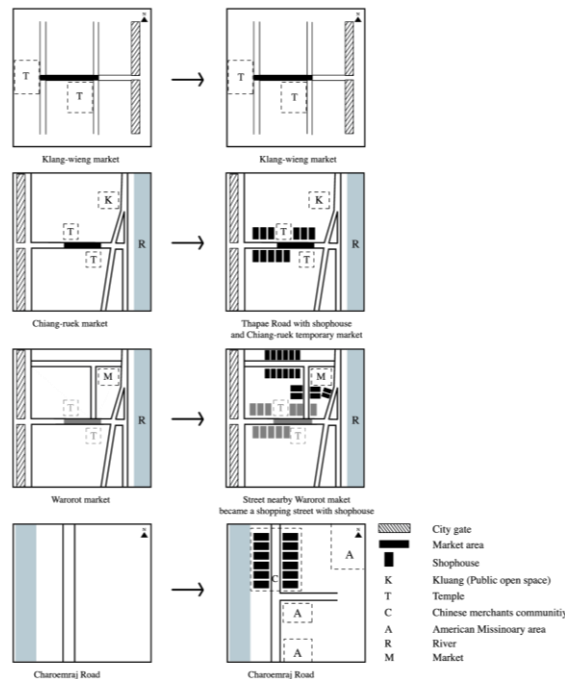 N
N
T
T
T
T
Klang-wieng market
Klang-wieng market
N
N
K
K
T
T
R
R
T
T
Chiang-ruek market
Thapae Road with shophouse
and Chiang-ruek temporary market
M
M
T
T
R
R
T
T
Warorot market
Street nearby Warorot maket
became a shopping street with shophouse
N
N
A
C
A
A
Charoemraj Road
Charoemraj Road
City gate
Market area
Shophouse
K Kluang (Public open space)
T Temple
C Chinese merchants communitiy
A American Missinoary area
R River
M Market